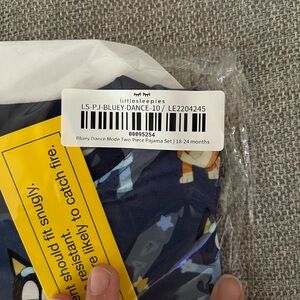 littlesleepies
LS-PJ-BLUEY-DANCE-10 / LE2204245
00095254
Bluey Dance Mode Two Piece Pajama Set | 18-24 months
ent should fit snugly.
resistant.
likely to catch fire.